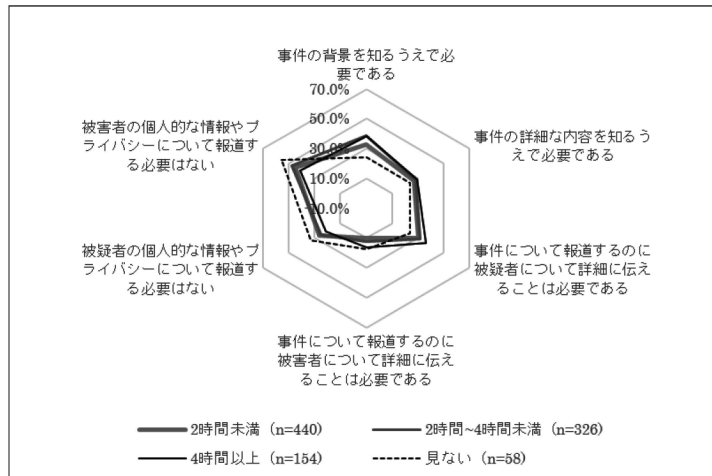 事件の背景を知るうえで必
要である
70.0%
50.0%
30.0%
10.0%
-10.0%
被害者の個人的な情報やプ
ライバシーについて報道す
る必要はない
事件の詳細な内容を知るう
えで必要である
被疑者の個人的な情報やプ
ライバシーについて報道す
る必要はない
事件について報道するのに
被疑者について詳細に伝え
ることは必要である
事件について報道するのに
被害者について詳細に伝え
ることは必要である
2時間未満 (n=440)
2時間~4時間未満 (n=326)
4時間以上 (n=154)
見ない (n=58)